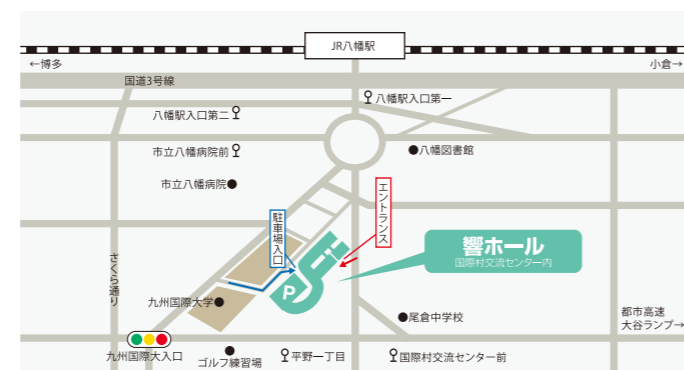 JR八幡駅
←博多
小倉→
国道3号線
八幡駅入口第一
八幡駅入口第二
市立八幡病院前
●八幡図書館
市立八幡病院●
エントランス
駐車場入口
響ホール
国際村交流センター内
さくら通り
P
九州国際大学●
●尾倉中学校
都市高速
大谷ランプ→
九州国際大入口
ゴルフ練習場
平野一丁目
国際村交流センター前